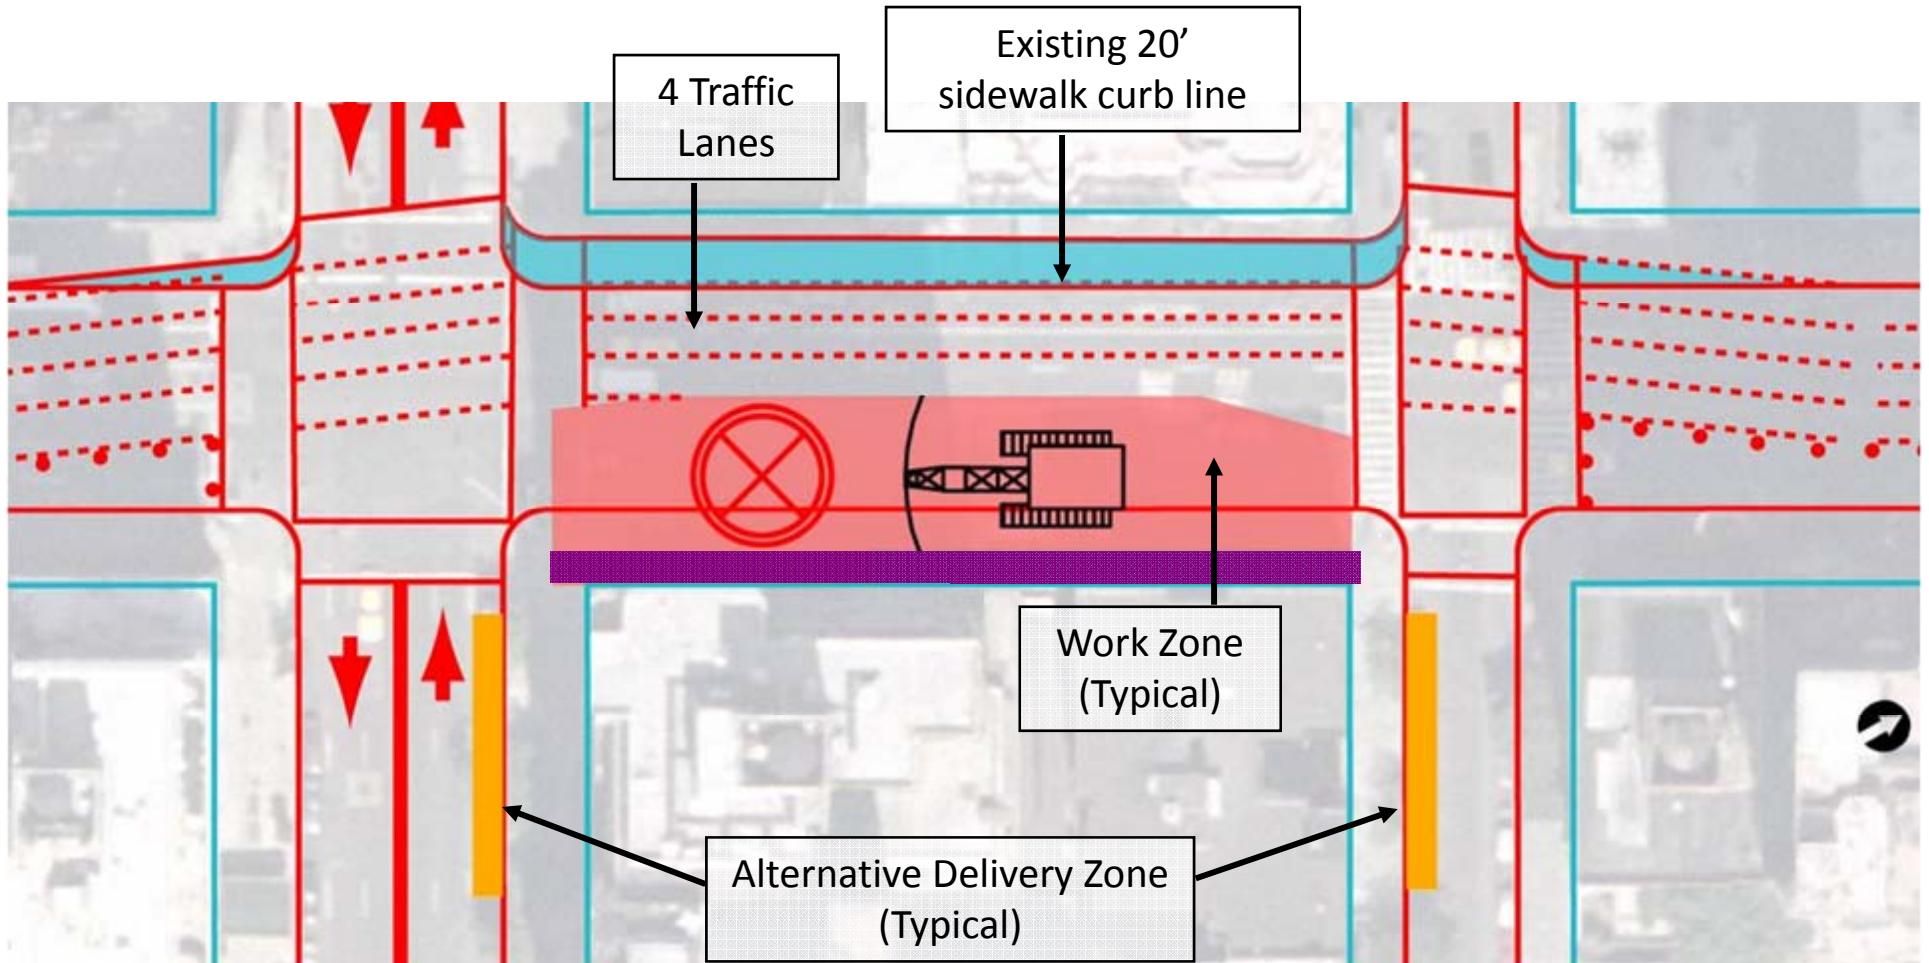 4 Traffic
Lanes
Existing 20’
sidewalk curb line
Work Zone
(Typical)
Alternative Delivery Zone
(Typical)